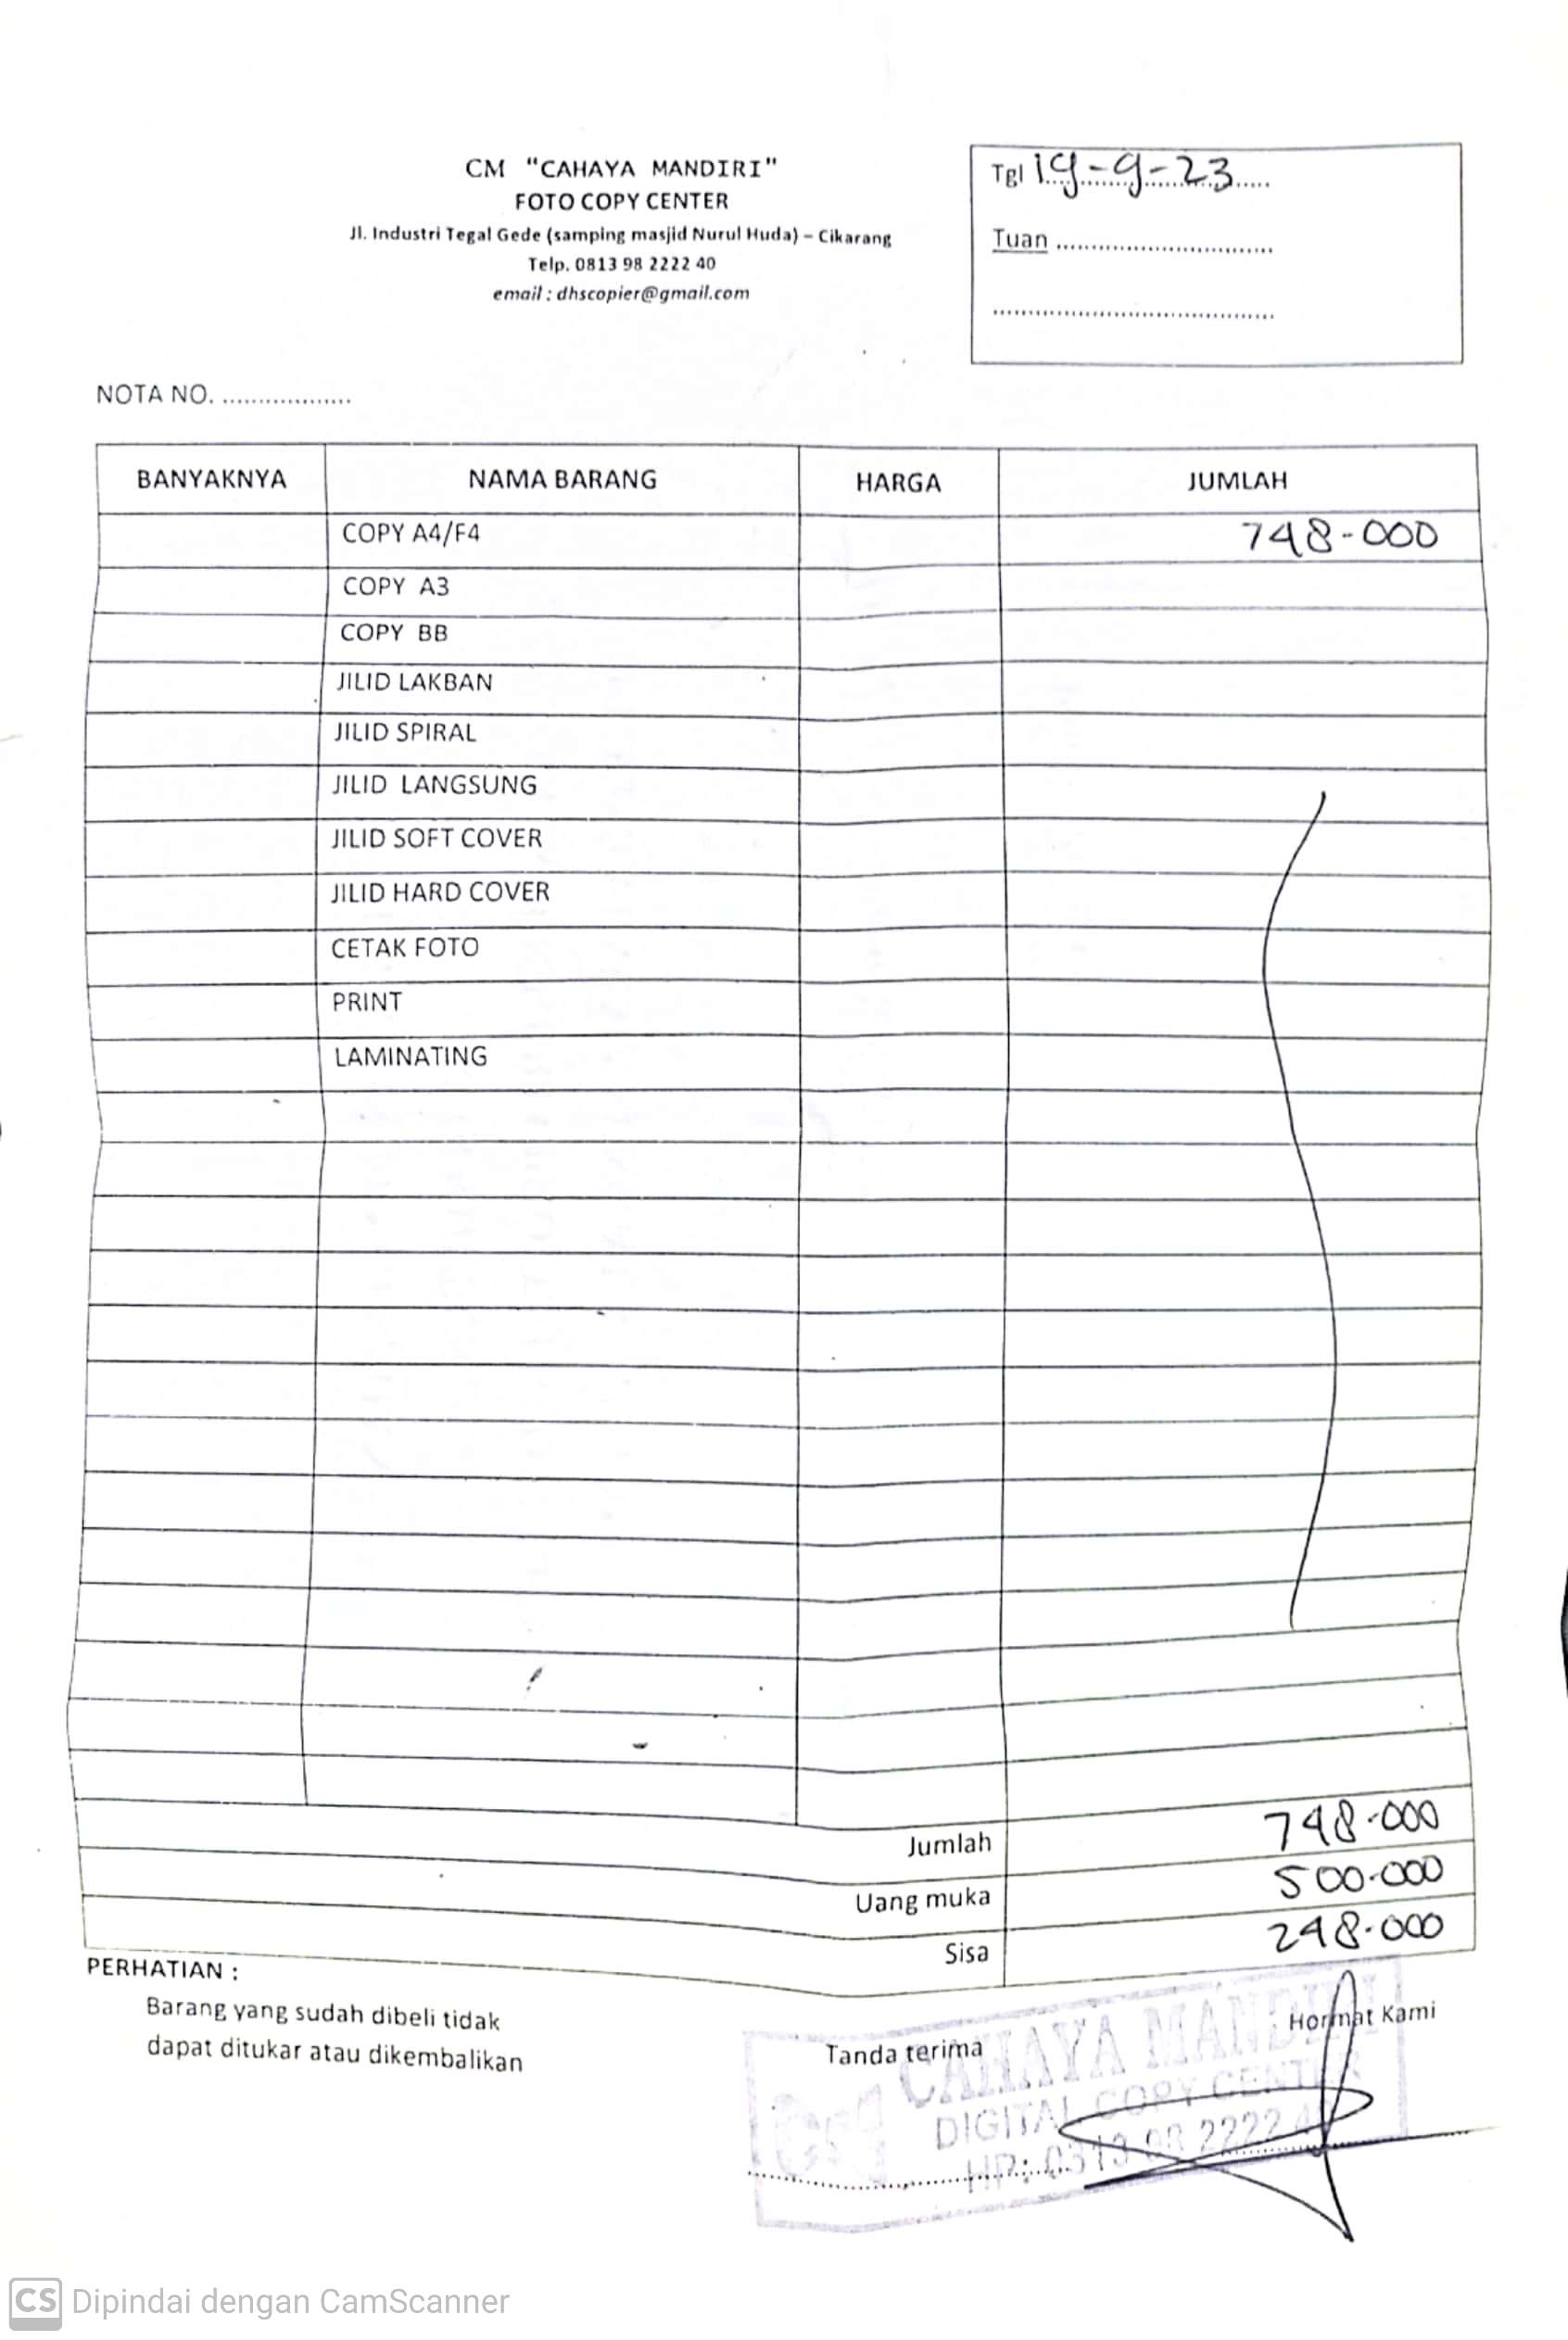 CM "CAHAYA MANDIRI"
FOTO COPY CENTER
Jl. Industri Tegal Gede (samping masjid Nurul Huda) – Cikarang
Telp. 0813 98 2222 40
email : dhscopier@gmail.com
Tgl 19-9-23
Tuan ..............................
.......................................
NOTA NO. ..................
BANYAKNYA NAMA BARANG HARGA JUMLAH
COPY A4/F4 748-000
COPY A3
COPY BB
JILID LAKBAN
JILID SPIRAL
JILID LANGSUNG
JILID SOFT COVER
JILID HARD COVER
CETAK FOTO
PRINT
LAMINATING
Jumlah 748.000
Uang muka 500.000
Sisa 248.000
PERHATIAN :
Barang yang sudah dibeli tidak
dapat ditukar atau dikembalikan
Tanda terima
Hormat Kami
CAHAYA MANDIRI
DIGITAL COPY CENTER
HP: 0813 98 2222 4
CS Dipindai dengan CamScanner